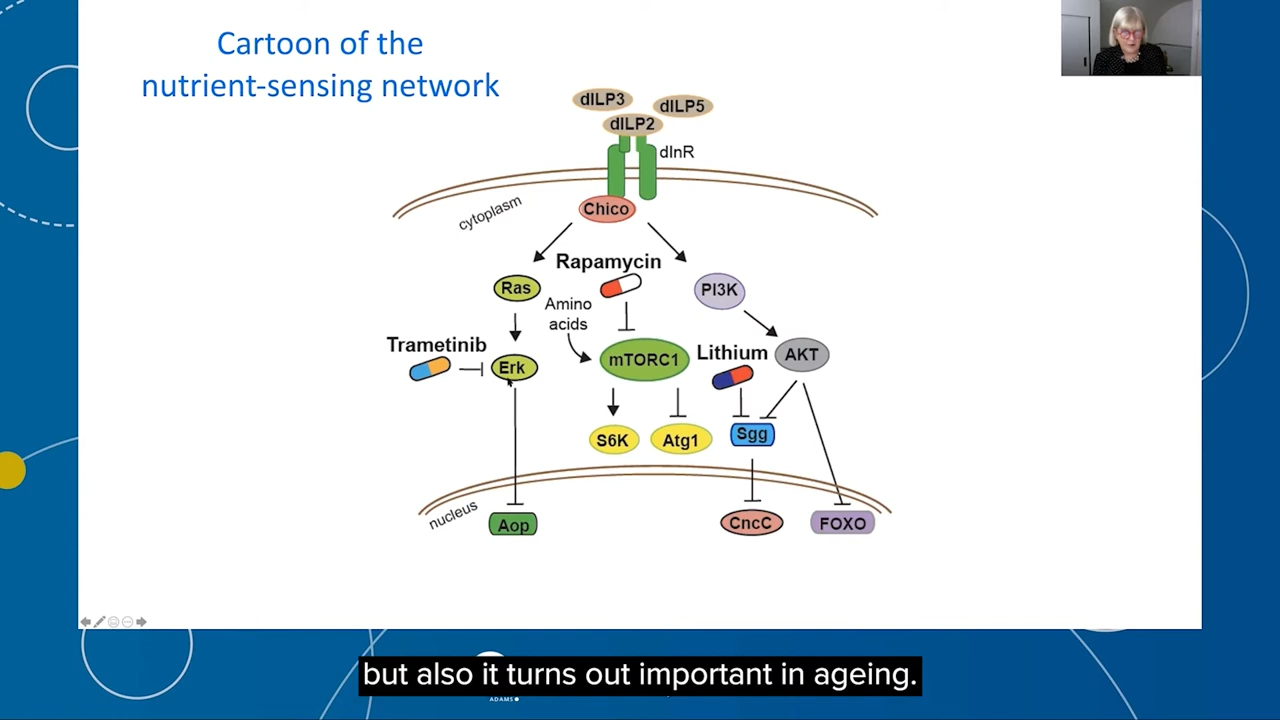 Cartoon of the
nutrient-sensing network
dILP3
dILP5
dILP2
dInR
cytoplasm
Chico
Rapamycin
Ras
PI3K
Amino
acids
Trametinib
Erk
mTORC1
Lithium
AKT
S6K
Atg1
Sgg
nucleus
Aop
CncC
FOXO
but also it turns out important in ageing.
ADAMS